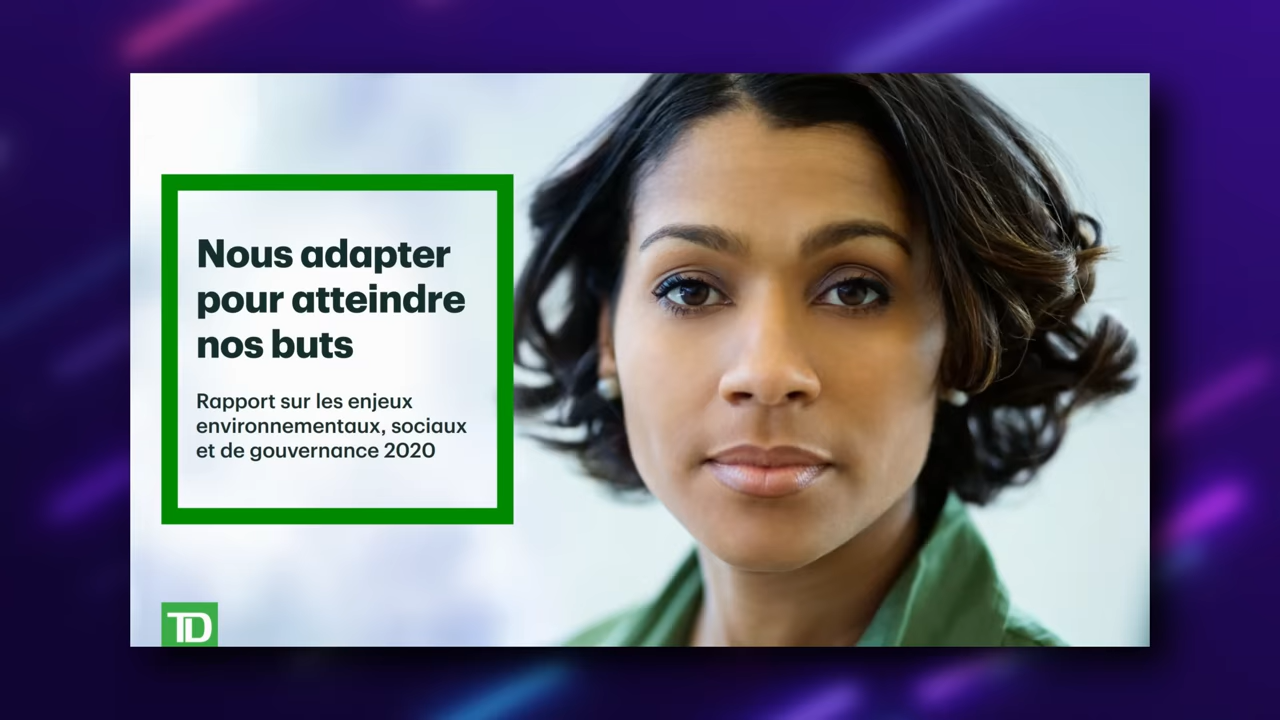 Nous adapter
pour atteindre
nos buts
Rapport sur les enjeux
environnementaux, sociaux
et de gouvernance 2020
TD